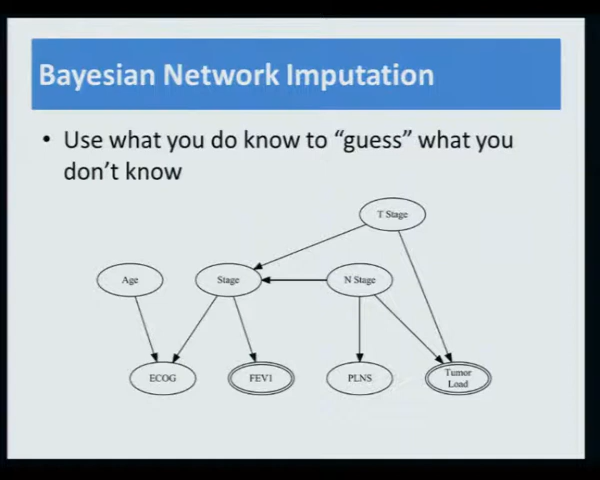 Bayesian Network Imputation
• Use what you do know to “guess” what you
don’t know
T Stage
Age
Stage
N Stage
ECOG
FEV1
PLNS
Tumor
Load